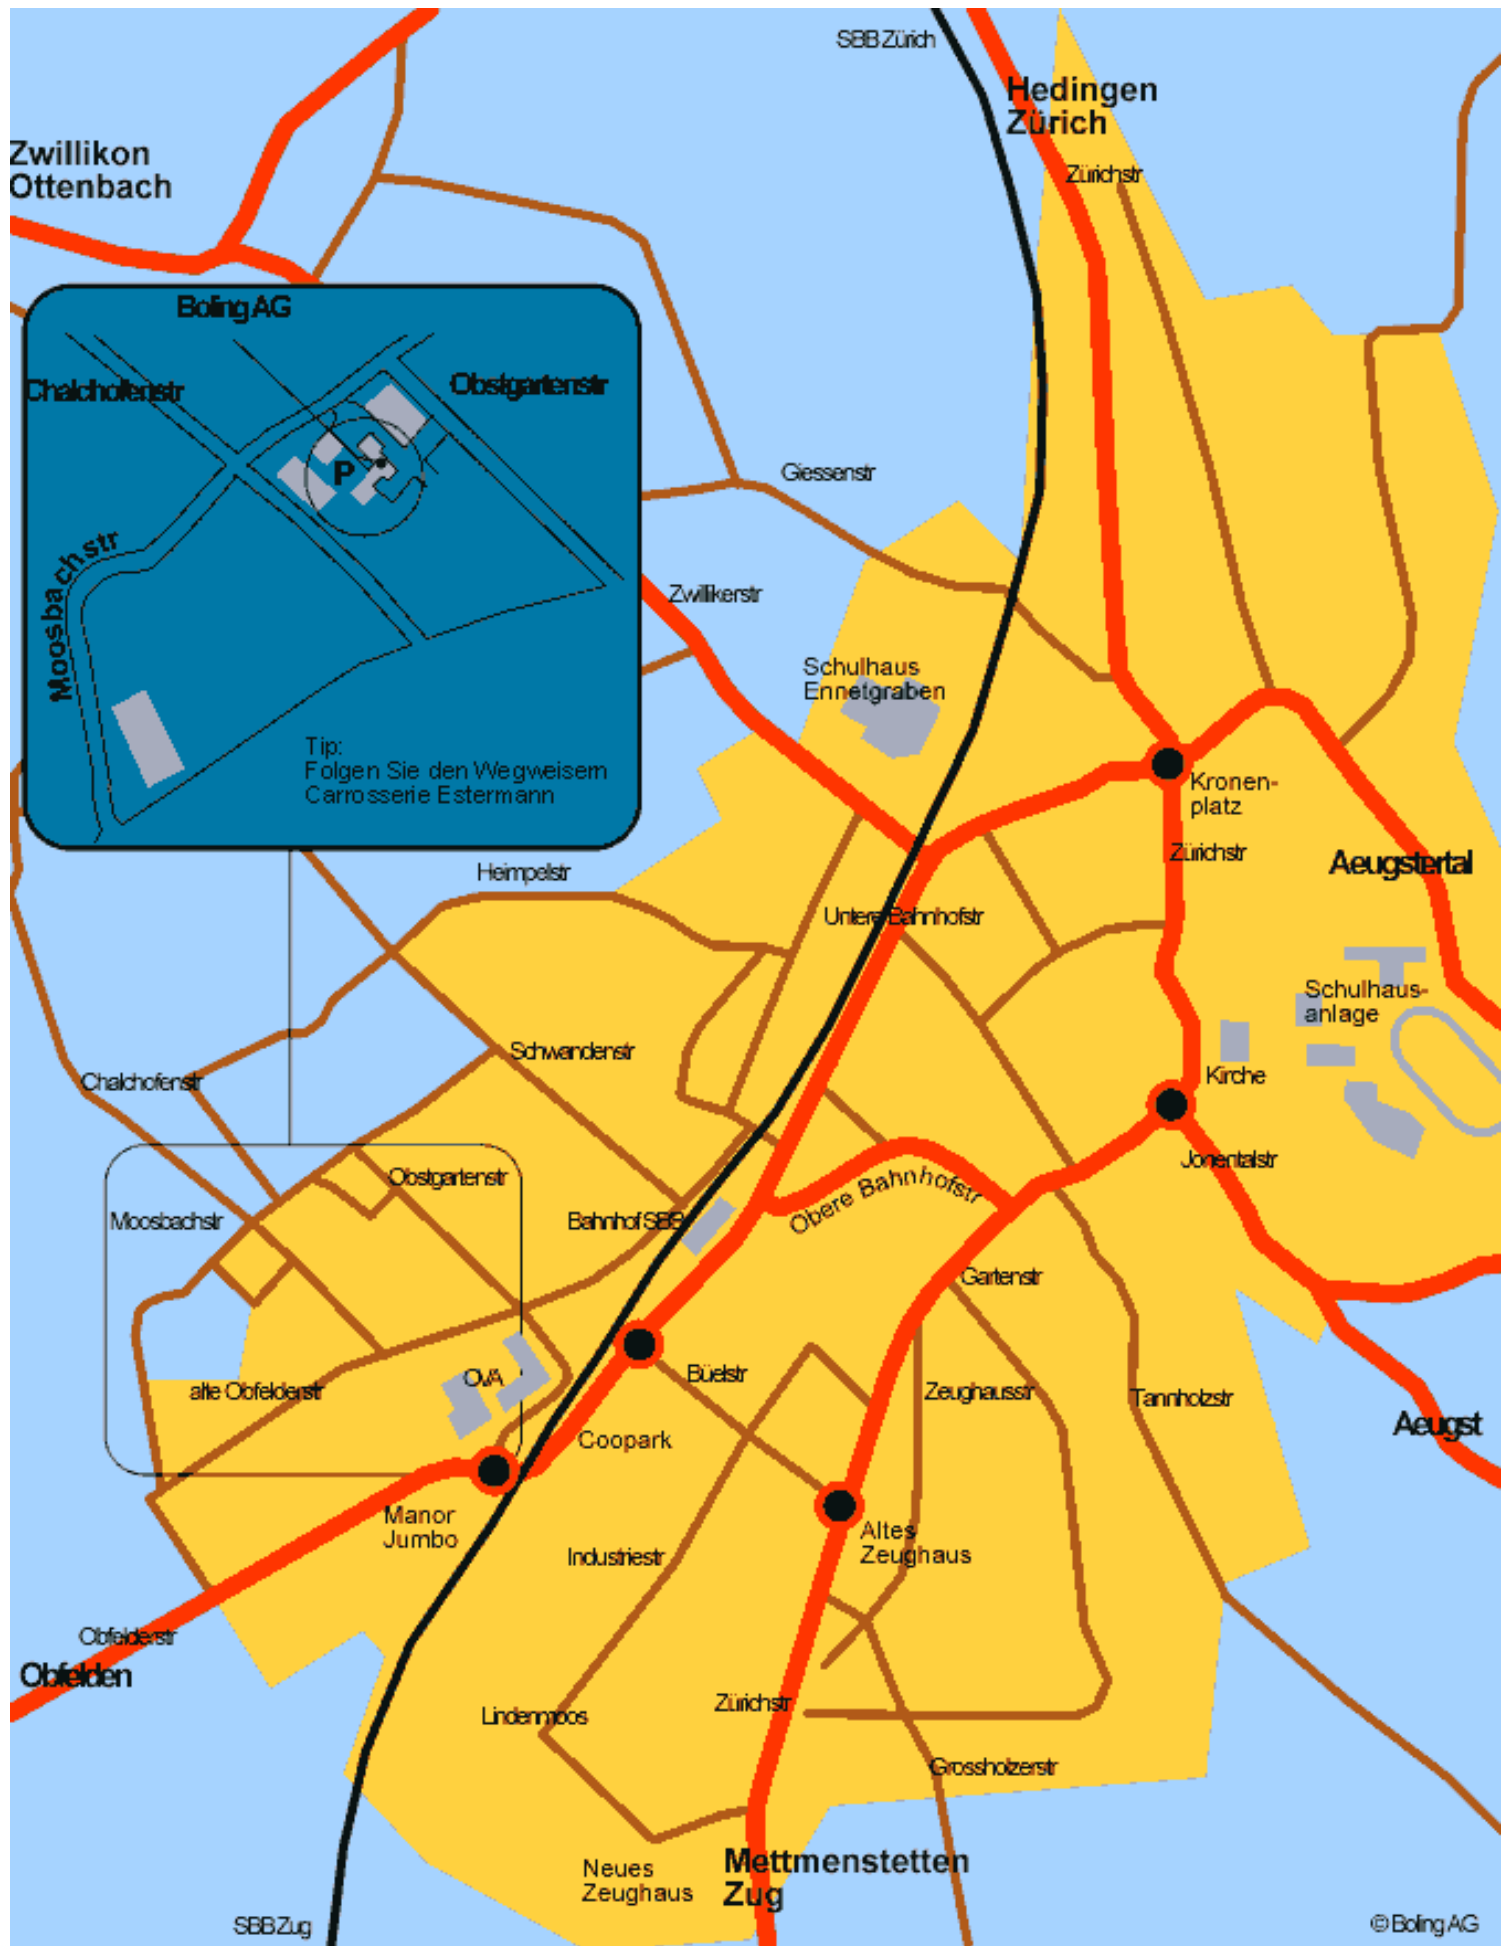 SBB Zürich
Hedingen
Zürich
Zwillikon
Ottenbach
Zürichstr
Boling AG
Chalchofenstr
Obstgartenstr
P
Giessenstr
Moosbachstr
Zwillikerstr
Schulhaus
Ennetgraben
Tip:
Folgen Sie den Wegweisern
Carrosserie Estermann
Kronen-
platz
Zürichstr
Aeugstertal
Heimpelstr
Untere Bahnhofstr
Schulhaus-
anlage
Schwandenstr
Kirche
Chalchofenstr
Jonentalstr
Obstgartenstr
Obere Bahnhofstr
Moosbachstr
Bahnhof SBB
Gartenstr
Büelstr
OVA
alte Obfelderstr
Zeughausstr
Tannholzstr
Aeugst
Coopark
Manor
Jumbo
Altes
Zeughaus
Industriestr
Obfelderstr
Obfelden
Zürichstr
Lindenmoos
Grossholzerstr
Mettmenstetten
Zug
Neues
Zeughaus
SBB Zug
© Boling AG